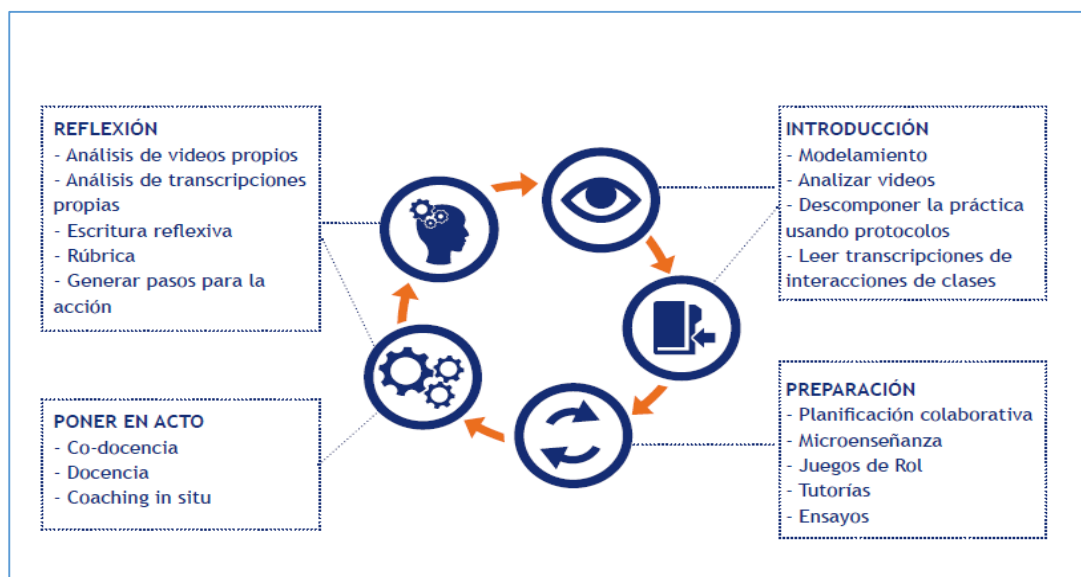 REFLEXIÓN
- Análisis de videos propios
- Análisis de transcripciones
propias
- Escritura reflexiva
- Rúbrica
- Generar pasos para la
acción
INTRODUCCIÓN
- Modelamiento
- Analizar videos
- Descomponer la práctica
usando protocolos
- Leer transcripciones de
interacciones de clases
PONER EN ACTO
- Co-docencia
- Docencia
- Coaching in situ
PREPARACIÓN
- Planificación colaborativa
- Microenseñanza
- Juegos de Rol
- Tutorías
- Ensayos